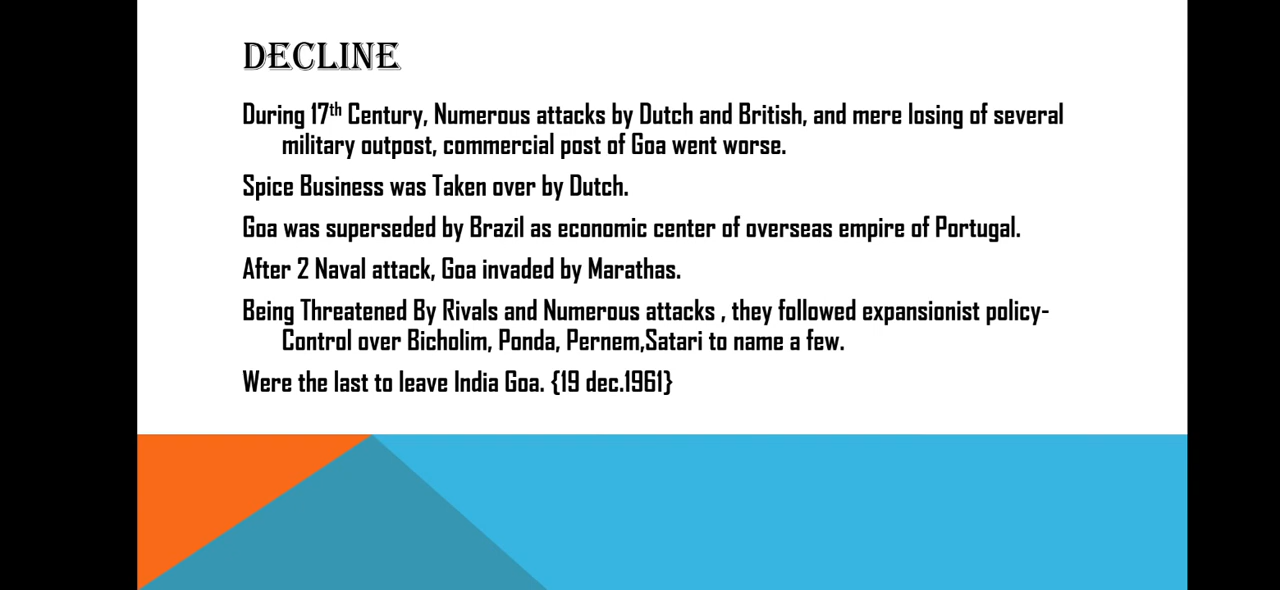 DECLINE
During 17th Century, Numerous attacks by Dutch and British, and mere losing of several
military outpost, commercial post of Goa went worse.
Spice Business was Taken over by Dutch.
Goa was superseded by Brazil as economic center of overseas empire of Portugal.
After 2 Naval attack, Goa invaded by Marathas.
Being Threatened By Rivals and Numerous attacks , they followed expansionist policy-
Control over Bicholim, Ponda, Pernem,Satari to name a few.
Were the last to leave India Goa. {19 dec.1961}